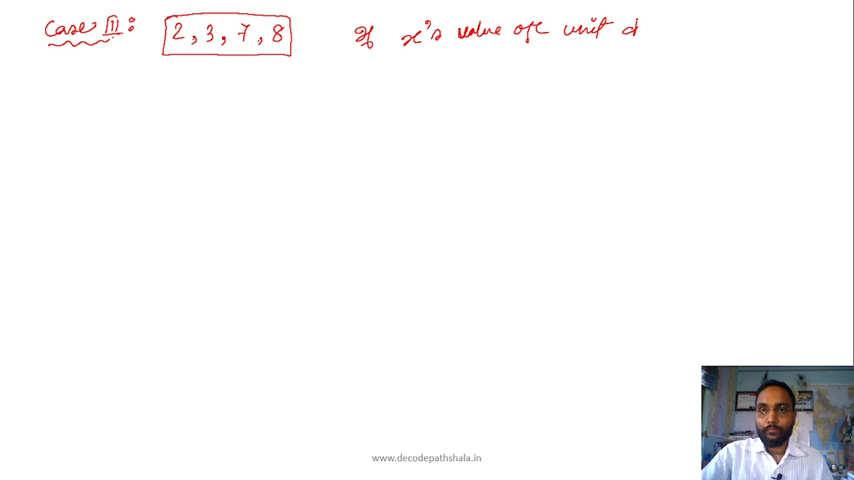 Case III: 2, 3, 7, 8 If x's value of unit d
www.decodepathshala.in